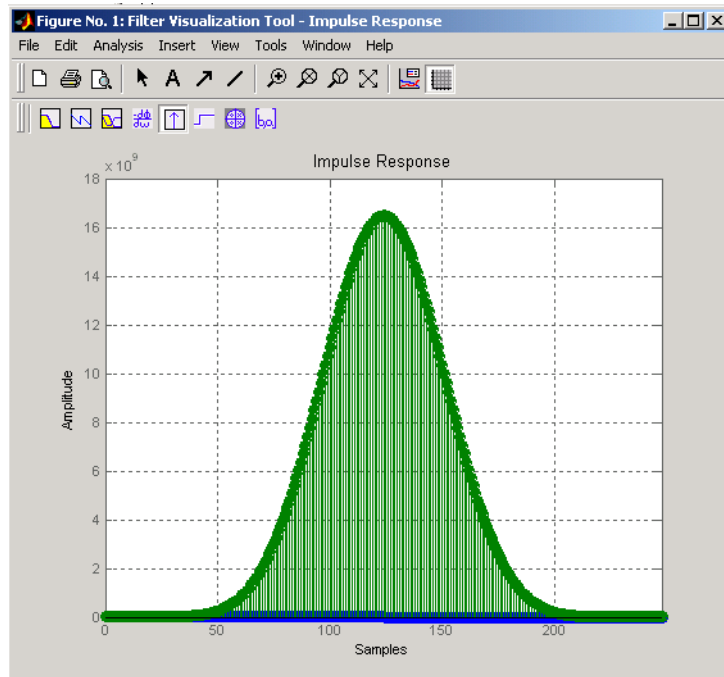 Figure No. 1: Filter Visualization Tool - Impulse Response
File Edit Analysis Insert View Tools Window Help
A
[b,a]
Impulse Response
x 10^9
18
16
14
12
10
8
6
4
2
0
Amplitude
0 50 100 150 200
Samples